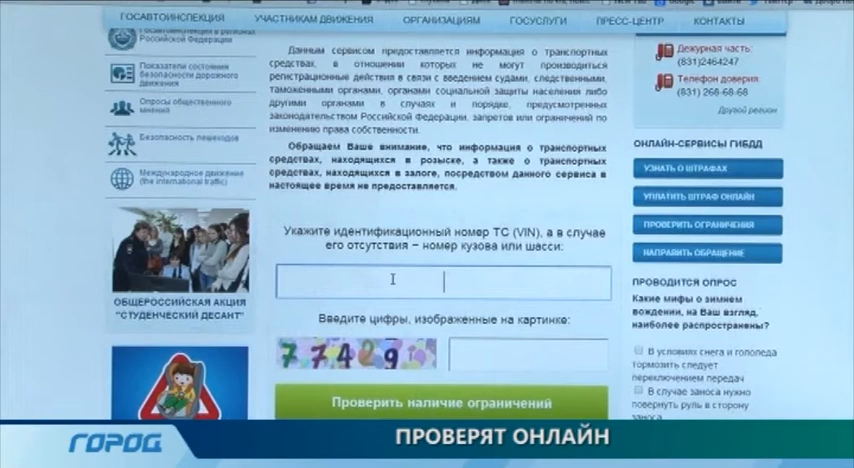 ГОСАВТОИНСПЕКЦИЯ УЧАСТНИКАМ ДВИЖЕНИЯ ОРГАНИЗАЦИЯМ ГОСУСЛУГИ ПРЕСС-ЦЕНТР КОНТАКТЫ
Госавтоинспекция в регионах
Российской Федерации
Показатели состояния
безопасности дорожного
движения
Опросы общественного
мнения
Безопасность пешеходов
Международное движение
(the international traffic)
ОБЩЕРОССИЙСКАЯ АКЦИЯ
"СТУДЕНЧЕСКИЙ ДЕСАНТ"
Данным сервисом предоставляется информация о транспортных
средствах, в отношении которых не могут производиться
регистрационные действия в связи с введением судами, следственными,
таможенными органами, органами социальной защиты населения либо
другими органами в случаях и порядке, предусмотренных
законодательством Российской Федерации, запретов или ограничений по
изменению права собственности.
Обращаем Ваше внимание, что информация о транспортных
средствах, находящихся в розыске, а также о транспортных
средствах, находящихся в залоге, посредством данного сервиса в
настоящее время не предоставляется.
Укажите идентификационный номер ТС (VIN), а в случае
его отсутствия – номер кузова или шасси:
Введите цифры, изображенные на картинке:
77429
Проверить наличие ограничений
Дежурная часть:
(831)2464247
Телефон доверия:
(831) 268-68-68
Другой регион
ОНЛАЙН-СЕРВИСЫ ГИБДД
УЗНАТЬ О ШТРАФАХ
УПЛАТИТЬ ШТРАФ ОНЛАЙН
ПРОВЕРИТЬ ОГРАНИЧЕНИЯ
НАПРАВИТЬ ОБРАЩЕНИЕ
ПРОВОДИТСЯ ОПРОС
Какие мифы о зимнем
вождении, на Ваш взгляд,
наиболее распространены?
В условиях снега и гололеда
тормозить следует
переключением передач
В случае заноса нужно
повернуть руль в сторону
заноса
ГОРОД
ПРОВЕРЯТ ОНЛАЙН